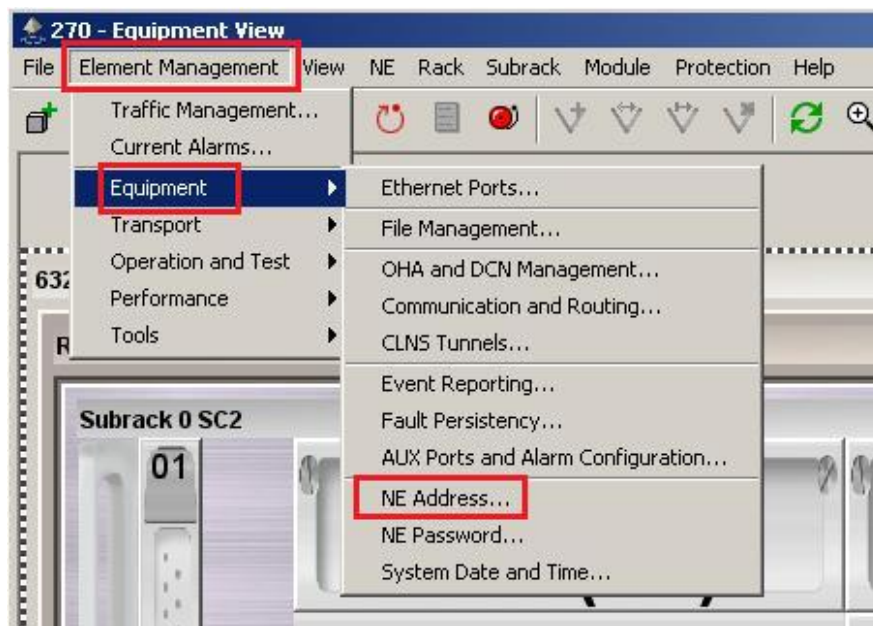 270 - Equipment View
File Element Management View NE Rack Subrack Module Protection Help
Traffic Management...
Current Alarms...
Equipment
Transport
Operation and Test
Performance
Tools
Ethernet Ports...
File Management...
OHA and DCN Management...
Communication and Routing...
CLNS Tunnels...
Event Reporting...
Fault Persistency...
AUX Ports and Alarm Configuration...
NE Address...
NE Password...
System Date and Time...
632
R
Subrack 0 SC2
01